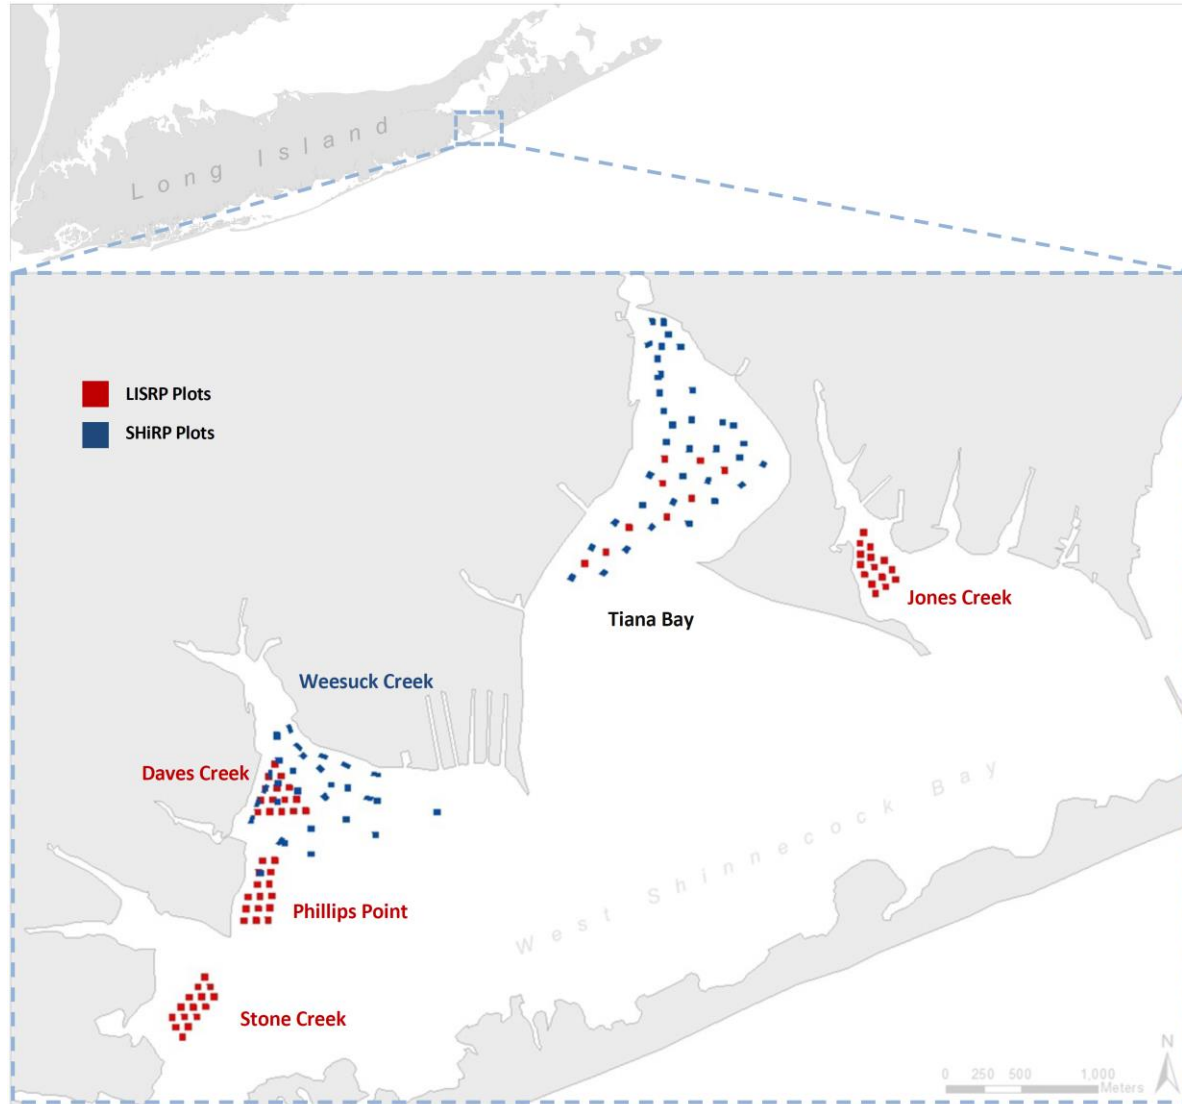 Long Island
LISRP Plots
SHiRP Plots
Jones Creek
Tiana Bay
Weesuck Creek
Daves Creek
West Shinnecock Bay
Phillips Point
Stone Creek
N
0 250 500 1,000
Meters